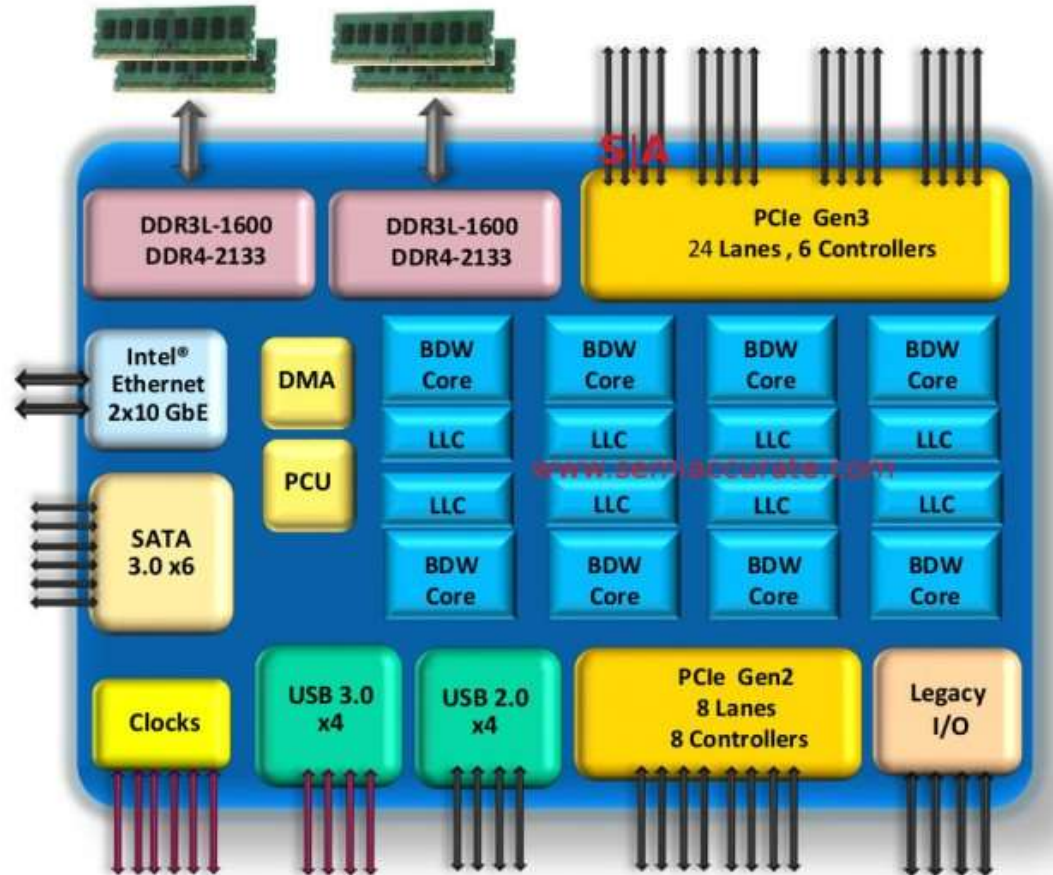 S|A
DDR3L-1600
DDR4-2133
DDR3L-1600
DDR4-2133
PCIe Gen3
24 Lanes , 6 Controllers
Intel®
Ethernet
2x10 GbE
DMA
PCU
BDW
Core
BDW
Core
BDW
Core
BDW
Core
LLC
LLC
LLC
LLC
www.semiaccurate.com
LLC
LLC
LLC
LLC
BDW
Core
BDW
Core
BDW
Core
BDW
Core
SATA
3.0 x6
Clocks
USB 3.0
x4
USB 2.0
x4
PCIe Gen2
8 Lanes
8 Controllers
Legacy
I/O